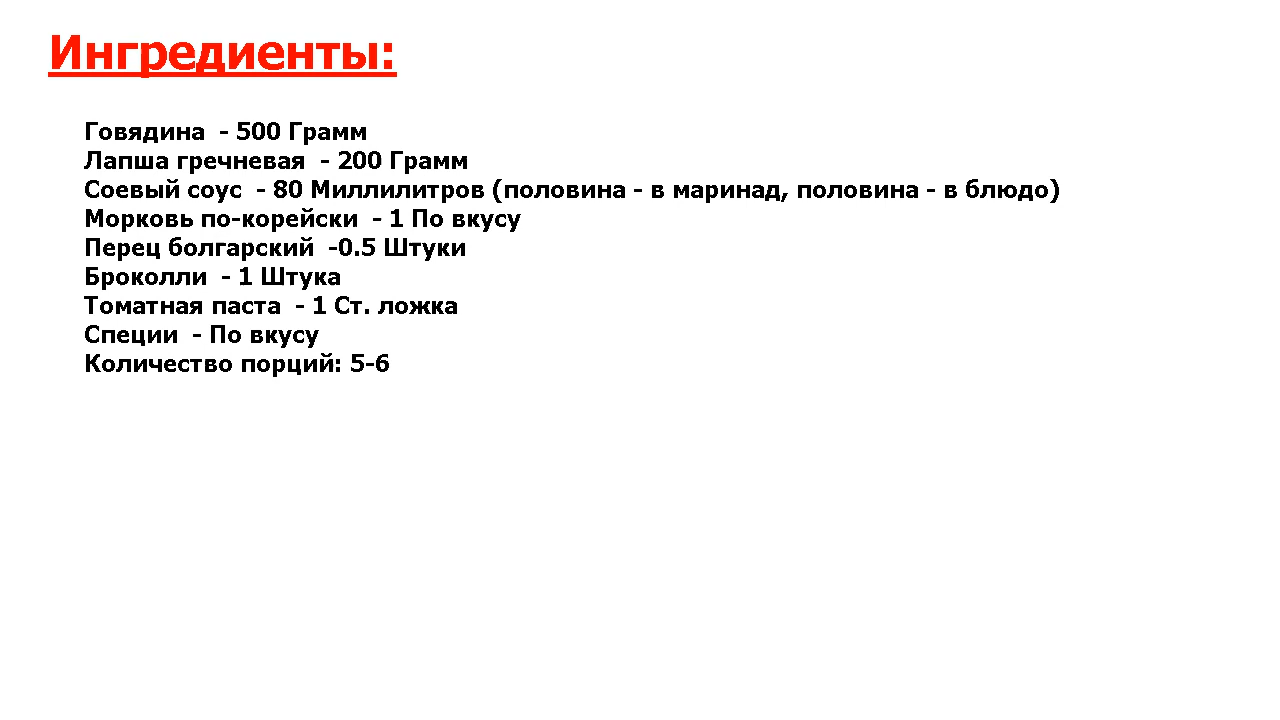 Ингредиенты:
Говядина  - 500 Грамм
Лапша гречневая  - 200 Грамм
Соевый соус  - 80 Миллилитров (половина - в маринад, половина - в блюдо)
Морковь по-корейски  - 1 По вкусу
Перец болгарский  -0.5 Штуки
Броколли  - 1 Штука
Томатная паста  - 1 Ст. ложка
Специи  - По вкусу
Количество порций: 5-6